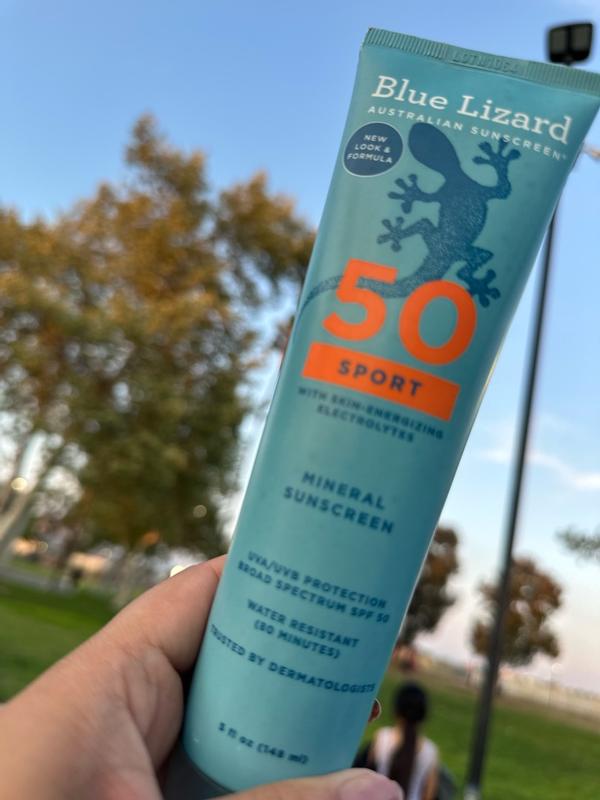 LOT11054
Blue Lizard
AUSTRALIAN SUNSCREEN
NEW
LOOK &
FORMULA
50
SPORT
WITH SKIN-ENERGIZING
ELECTROLYTES
MINERAL
SUNSCREEN
UVA/UVB PROTECTION
BROAD SPECTRUM SPF 50
WATER RESISTANT
(80 MINUTES)
TRUSTED BY DERMATOLOGISTS
5 fl oz (148 ml)